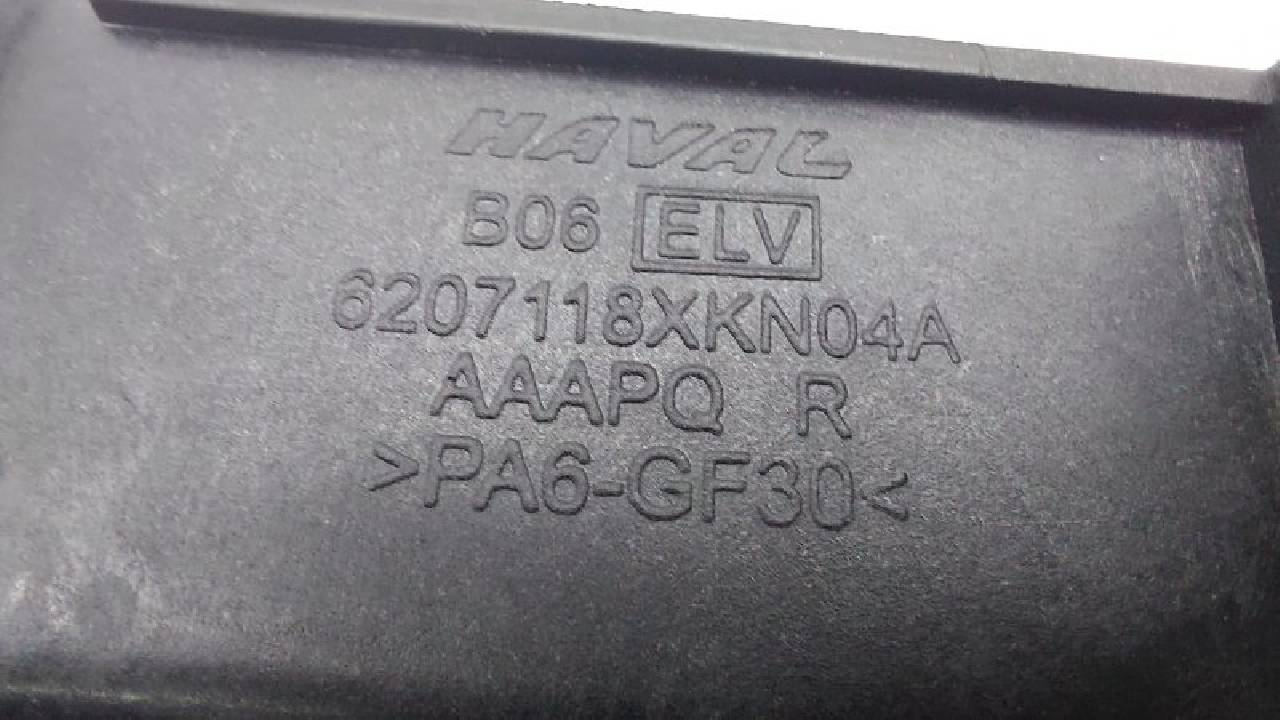 HAVAL
B06 ELV
6207118XKN04A
AAAPQ R
>PA6-GF30<